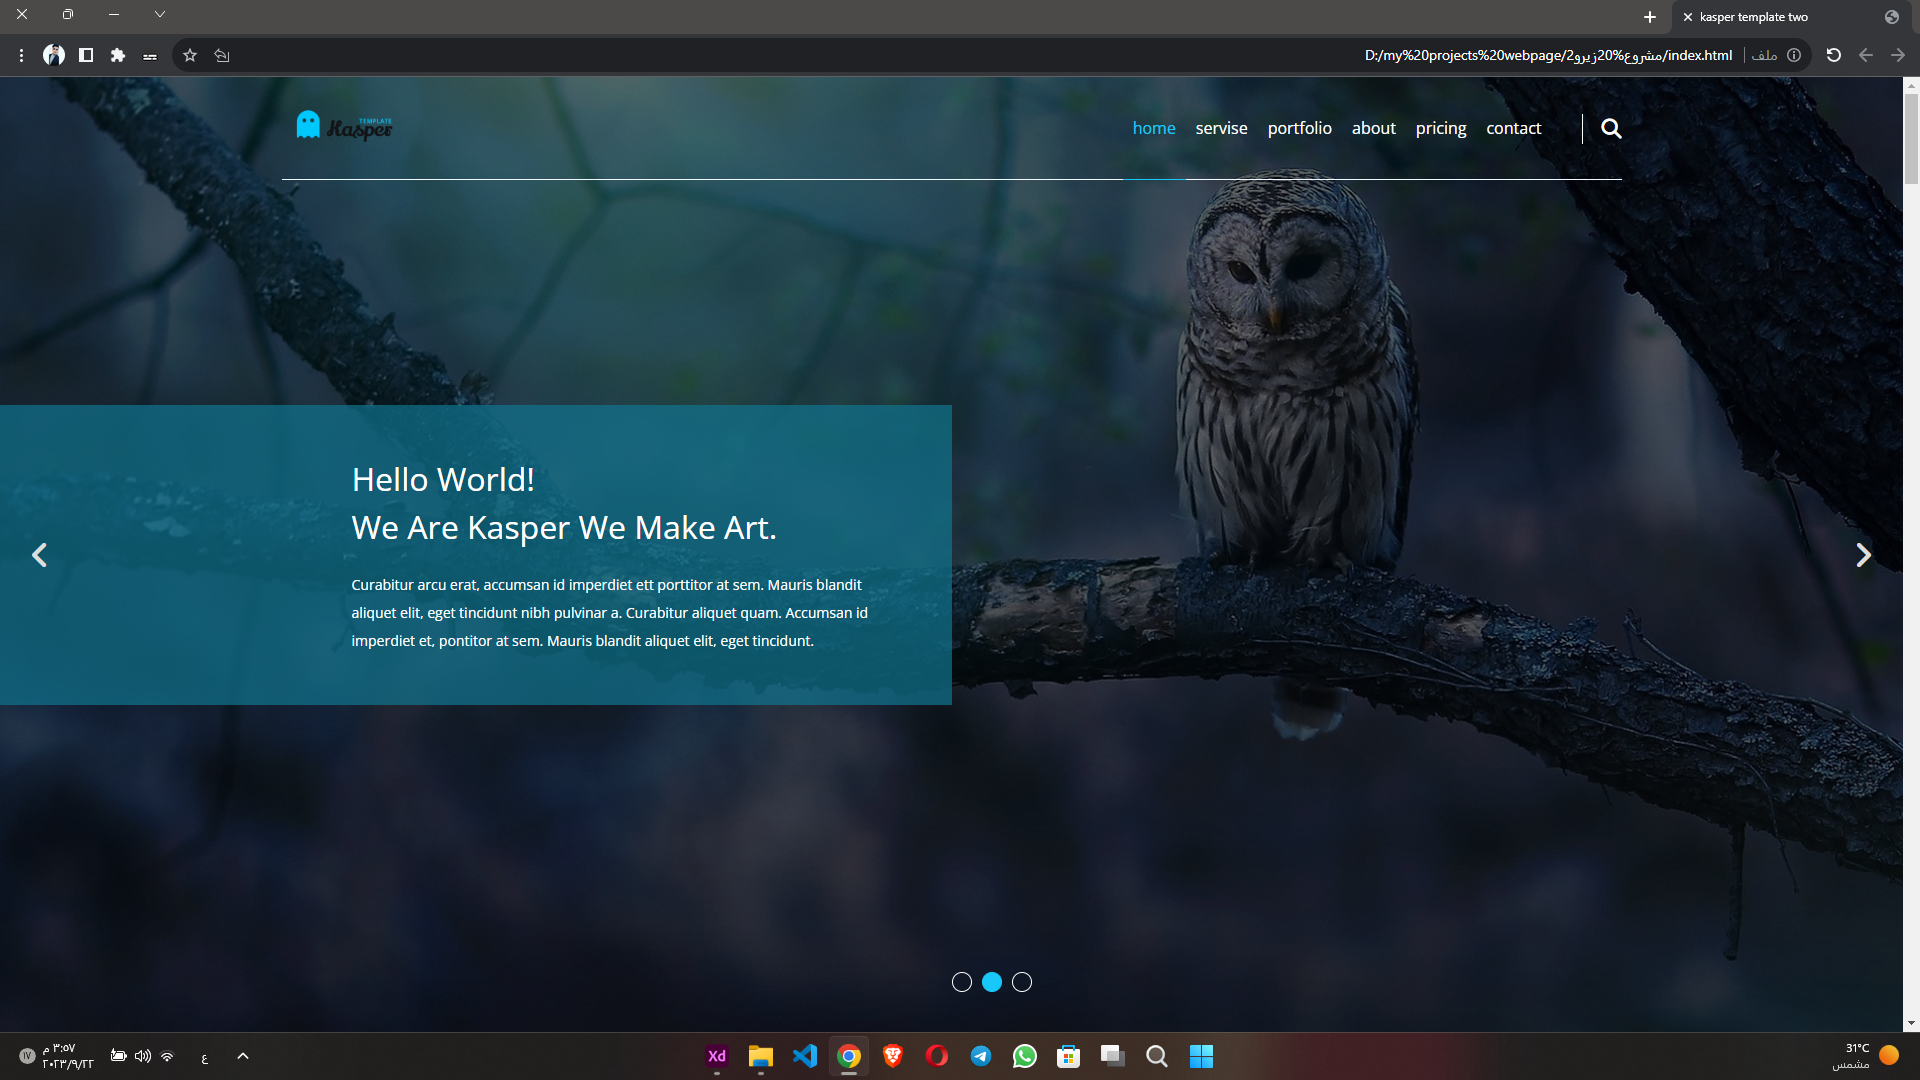 kasper template two
D:/my%20projects%20webpage/2مشروع%20زيرو/index.html
ملف
TEMPLATE
Kasper
home servise portfolio about pricing contact
Hello World!
We Are Kasper We Make Art.
Curabitur arcu erat, accumsan id imperdiet ett porttitor at sem. Mauris blandit
aliquet elit, eget tincidunt nibh pulvinar a. Curabitur aliquet quam. Accumsan id
imperdiet et, pontitor at sem. Mauris blandit aliquet elit, eget tincidunt.
١٧
٣:٥٧ م
٢٠٢٣/٩/٢٢
ع
Xd
31°C
مشمس